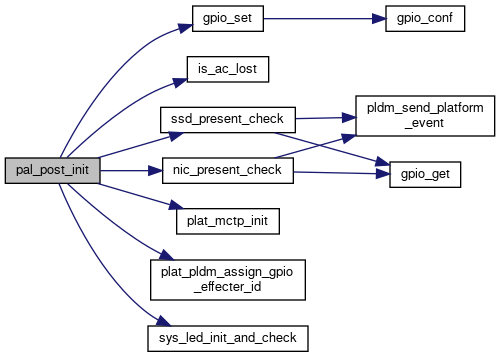 gpio_set
gpio_conf
is_ac_lost
ssd_present_check
pldm_send_platform
_event
pal_post_init
nic_present_check
gpio_get
plat_mctp_init
plat_pldm_assign_gpio
_effecter_id
sys_led_init_and_check